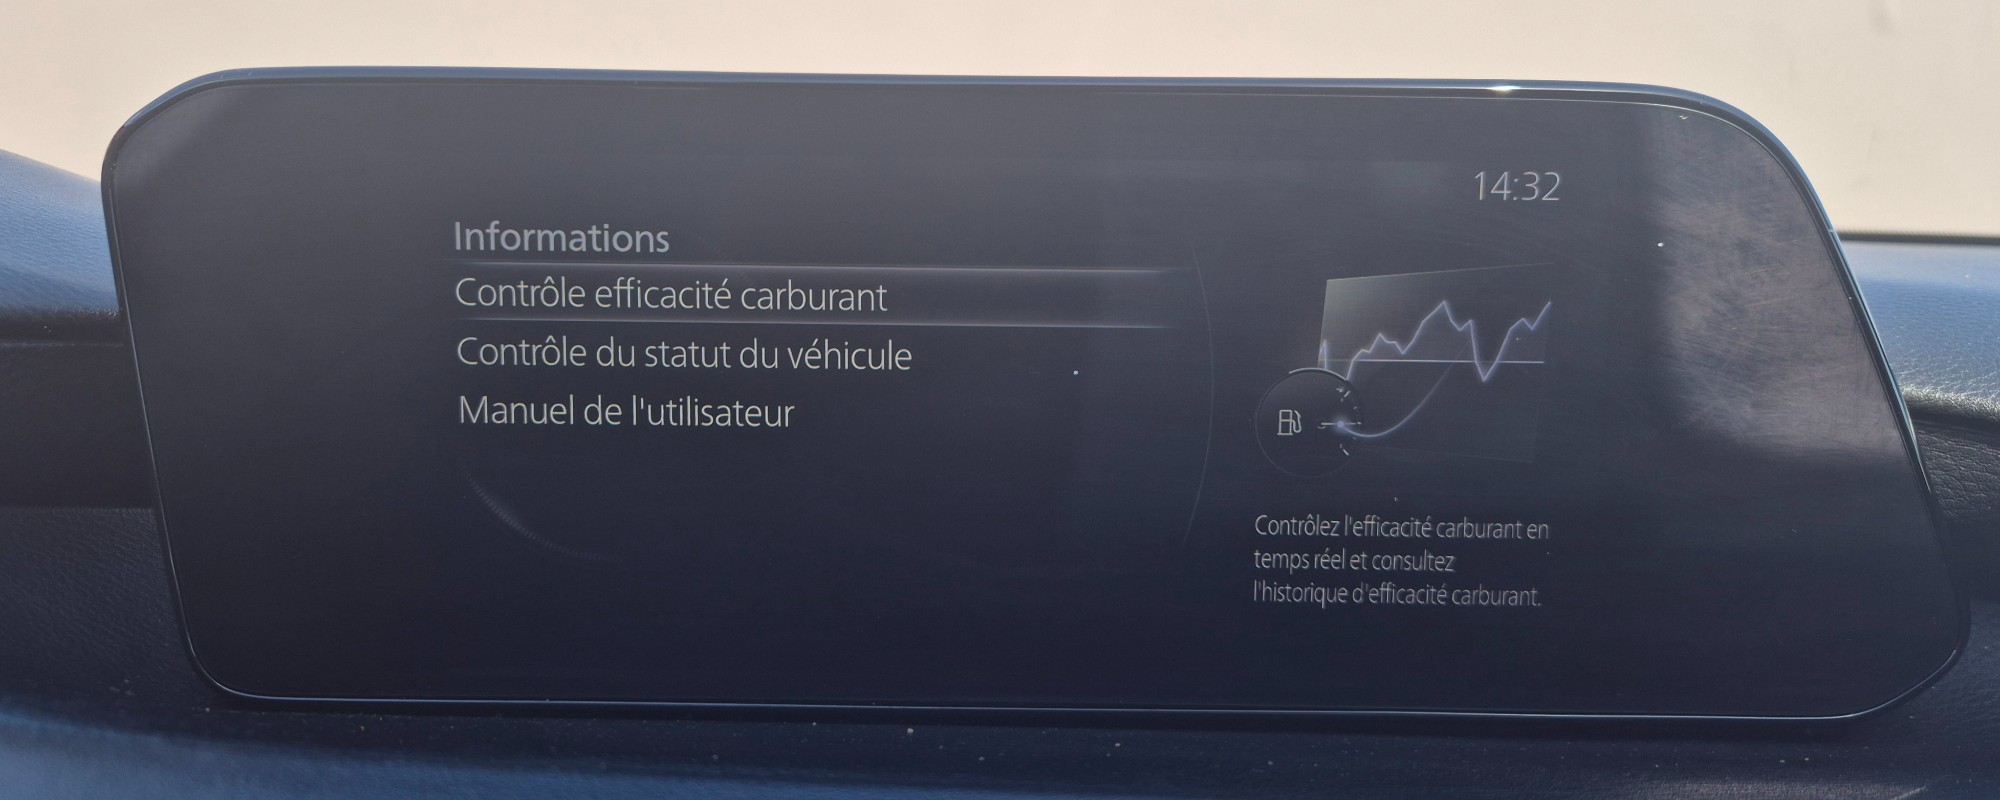 14:32
Informations
Contrôle efficacité carburant
Contrôle du statut du véhicule
Manuel de l'utilisateur
Contrôlez l'efficacité carburant en
temps réel et consultez
l'historique d'efficacité carburant.